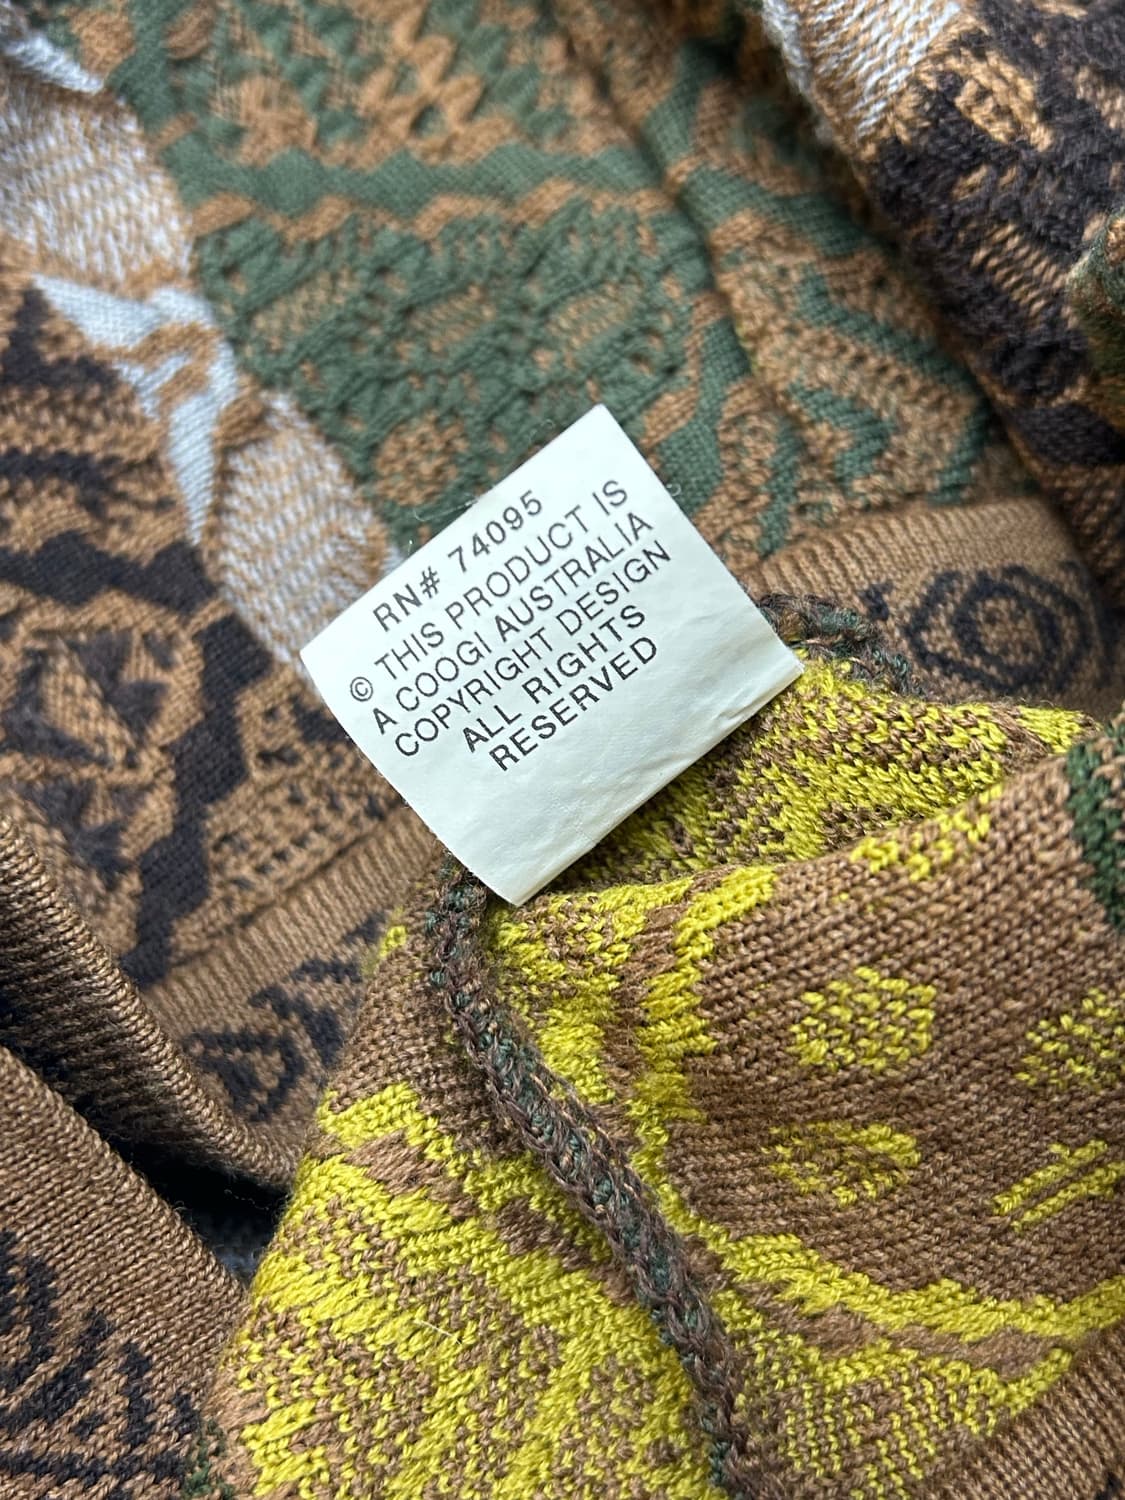 RN# 74095
© THIS PRODUCT IS
A COOGI AUSTRALIA
COPYRIGHT DESIGN
ALL RIGHTS
RESERVED